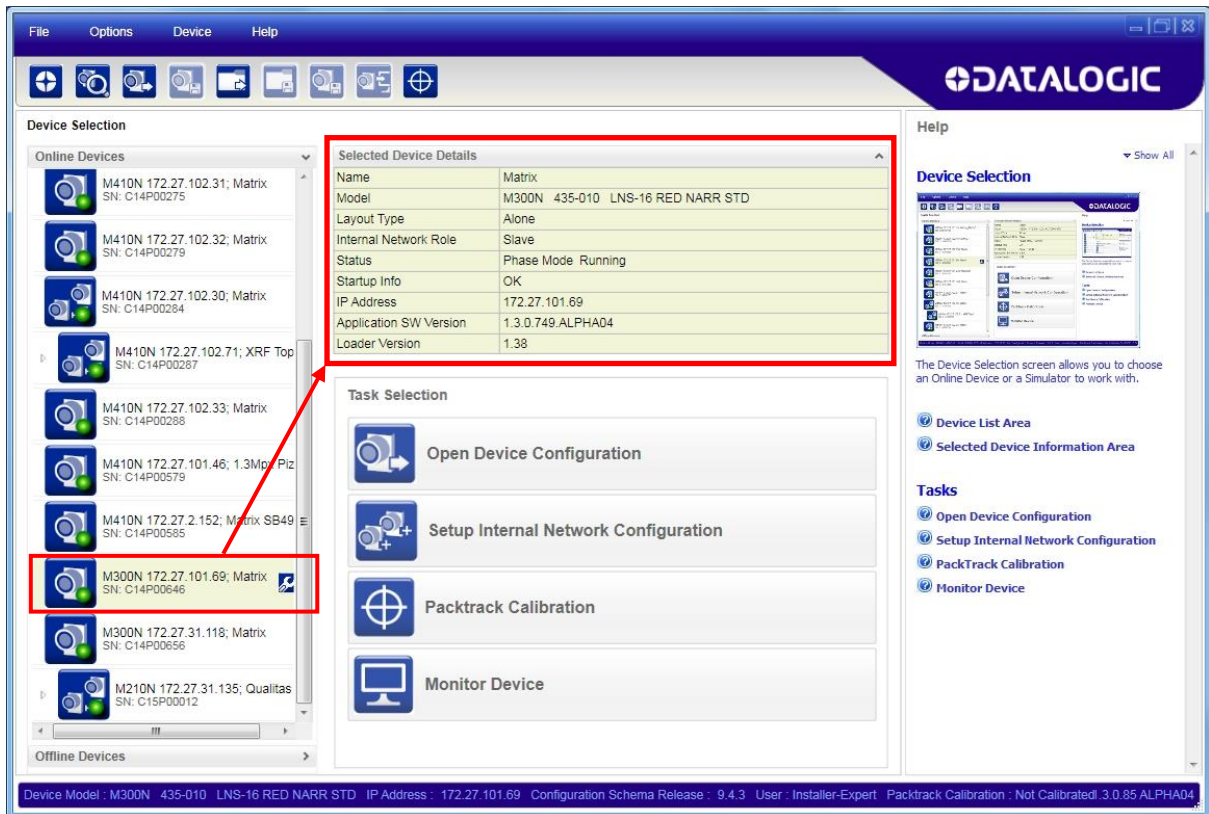 File Options Device Help
DATALOGIC
Device Selection
Online Devices
M410N 172.27.102.31; Matrix
SN: C14P00275
M410N 172.27.102.32; Matrix
SN: C14P00279
M410N 172.27.102.30; Matrix
SN: C14P00284
M410N 172.27.102.71; XRF Top
SN: C14P00287
M410N 172.27.102.33; Matrix
SN: C14P00288
M410N 172.27.101.46; 1.3Mpx Piz
SN: C14P00579
M410N 172.27.2.152; Matrix SB49
SN: C14P00585
M300N 172.27.101.69; Matrix
SN: C14P00646
M300N 172.27.31.118; Matrix
SN: C14P00656
M210N 172.27.31.135; Qualitas
SN: C15P00012
Offline Devices
Selected Device Details
Name Matrix
Model M300N 435-010 LNS-16 RED NARR STD
Layout Type Alone
Internal Network Role Slave
Status Phase Mode Running
Startup Info OK
IP Address 172.27.101.69
Application SW Version 1.3.0.749.ALPHA04
Loader Version 1.38
Task Selection
Open Device Configuration
Setup Internal Network Configuration
Packtrack Calibration
Monitor Device
Help
Show All
Device Selection
DATALOGIC
The Device Selection screen allows you to choose
an Online Device or a Simulator to work with.
Device List Area
Selected Device Information Area
Tasks
Open Device Configuration
Setup Internal Network Configuration
PackTrack Calibration
Monitor Device
Device Model : M300N 435-010 LNS-16 RED NARR STD IP Address : 172.27.101.69 Configuration Schema Release : 9.4.3 User : Installer-Expert Packtrack Calibration : Not Calibrated.3.0.85 ALPHA04